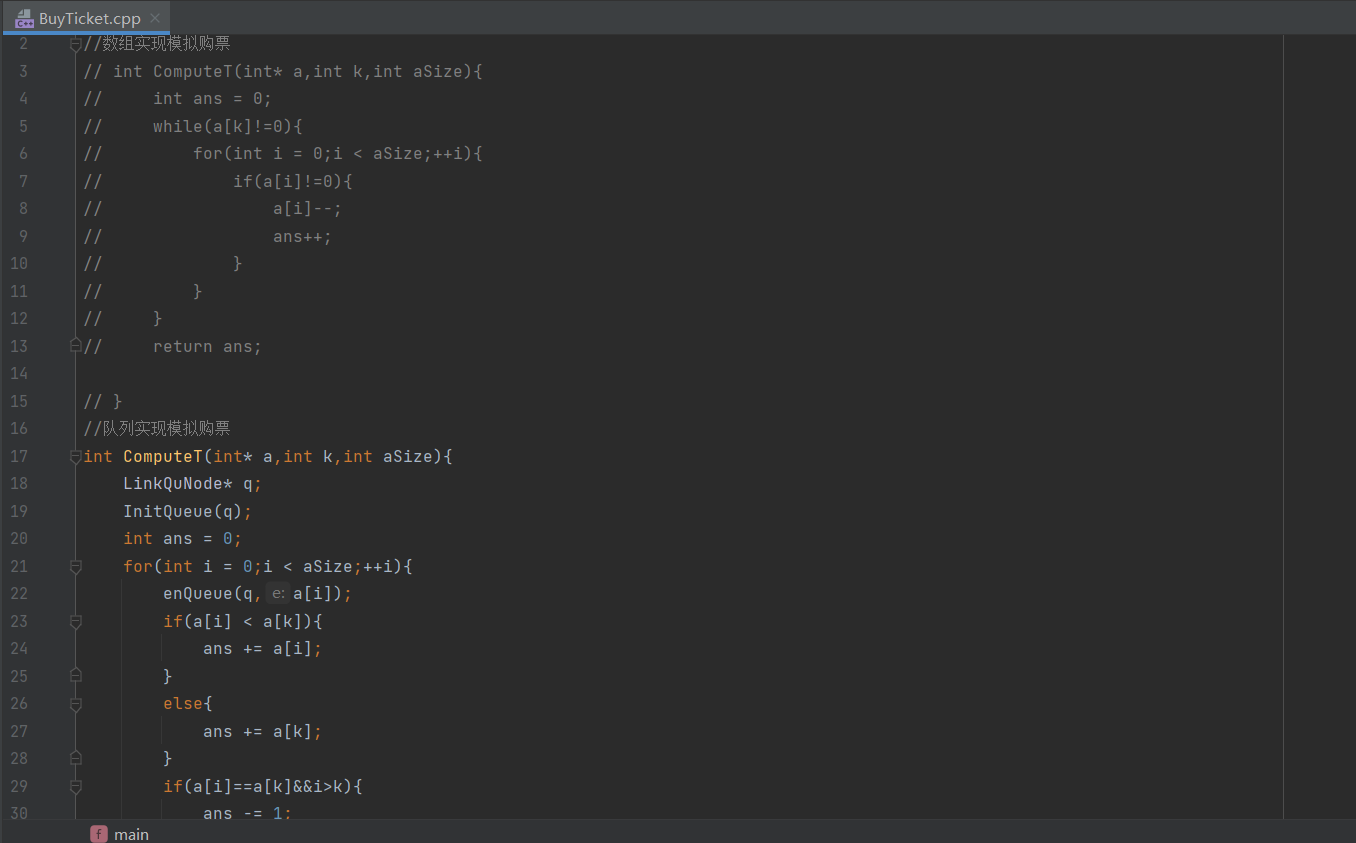 BuyTicket.cpp
2 //数组实现模拟购票
3 // int ComputeT(int* a,int k,int aSize){
4 //     int ans = 0;
5 //     while(a[k]!=0){
6 //         for(int i = 0;i < aSize;++i){
7 //             if(a[i]!=0){
8 //                 a[i]--;
9 //                 ans++;
10 //             }
11 //         }
12 //     }
13 //     return ans;
14
15 // }
16 //队列实现模拟购票
17 int ComputeT(int* a,int k,int aSize){
18     LinkQuNode* q;
19     InitQueue(q);
20     int ans = 0;
21     for(int i = 0;i < aSize;++i){
22         enQueue(q, e: a[i]);
23         if(a[i] < a[k]){
24             ans += a[i];
25         }
26         else{
27             ans += a[k];
28         }
29         if(a[i]==a[k]&&i>k){
30             ans -= 1;
f main